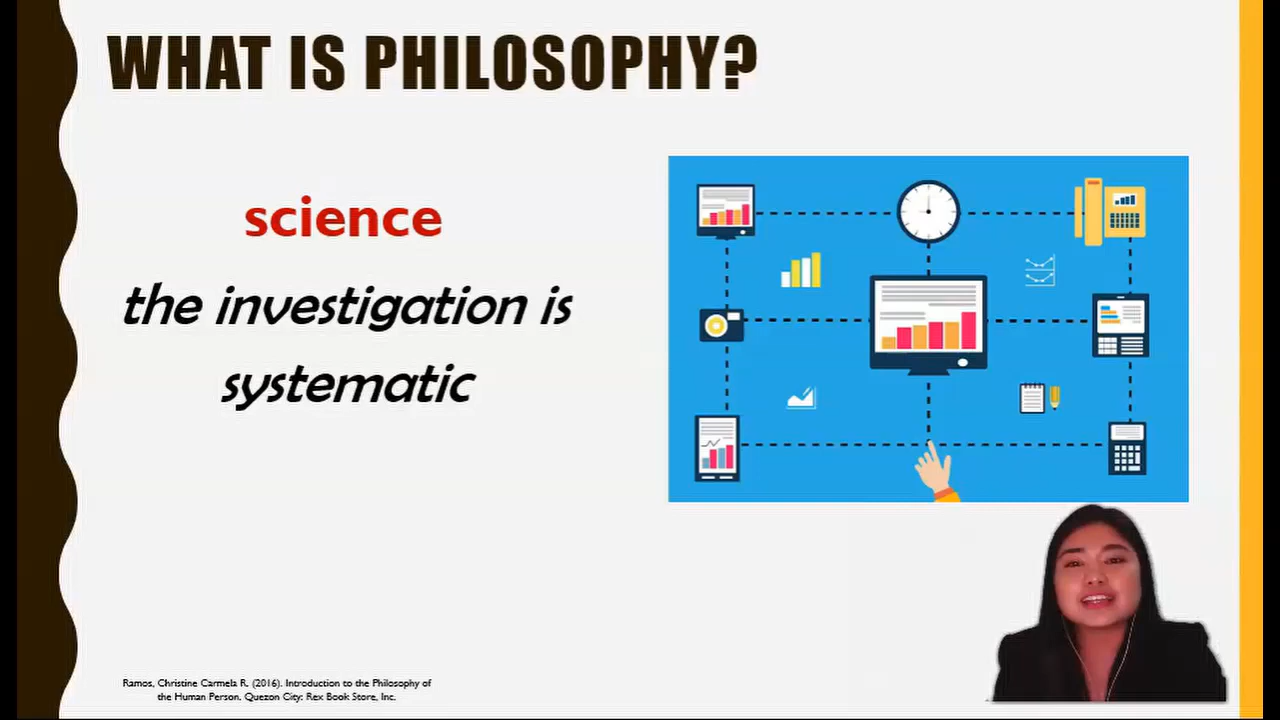 WHAT IS PHILOSOPHY?
science
the investigation is
systematic
Ramos, Christine Carmela R. (2016). Introduction to the Philosophy of
the Human Person. Quezon City: Rex Book Store, Inc.